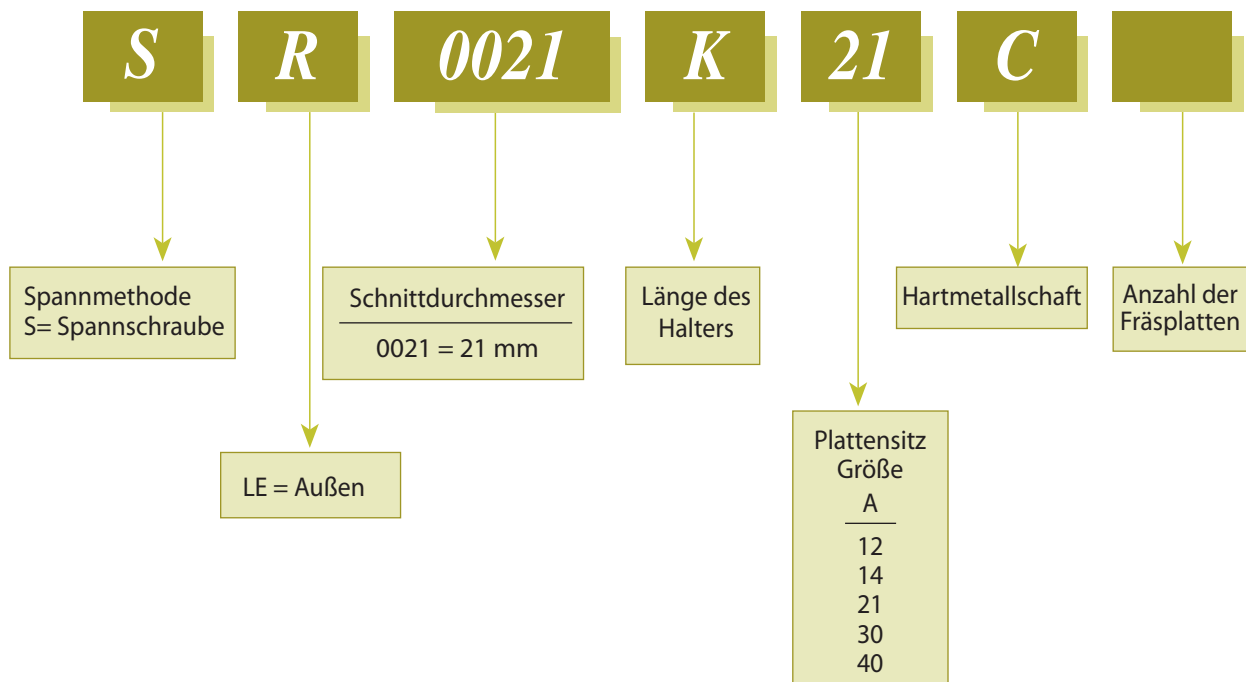 S R 0021 K 21 C
Spannmethode
S= Spannschraube
LE = Außen
Schnittdurchmesser
0021 = 21 mm
Länge des
Halters
Plattensitz
Größe
A
12
14
21
30
40
Hartmetallschaft
Anzahl der
Fräsplatten